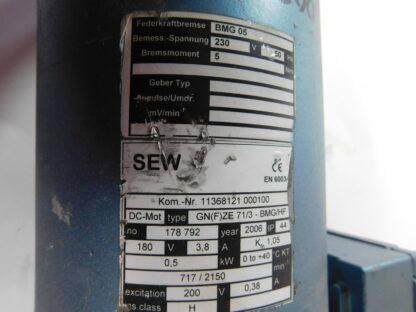 Federkraftbremse BMG 05
Bemess.-Spannung 230 V 50
Bremsmoment 5
Geber Typ
Impulse/Umdr.
mV/min
SEW CE
EN 60034
Kom.-Nr. 11368121 000100
DC-Mot type GN(F)ZE 71/3 - BMG/HF
no. 178 792 year 2006 IP 44
180 V 3,8 A 1,05
0,5 kW 0 to +40 °C KT
717 / 2150 min
excitation 200 V 0,38 A
ins class H